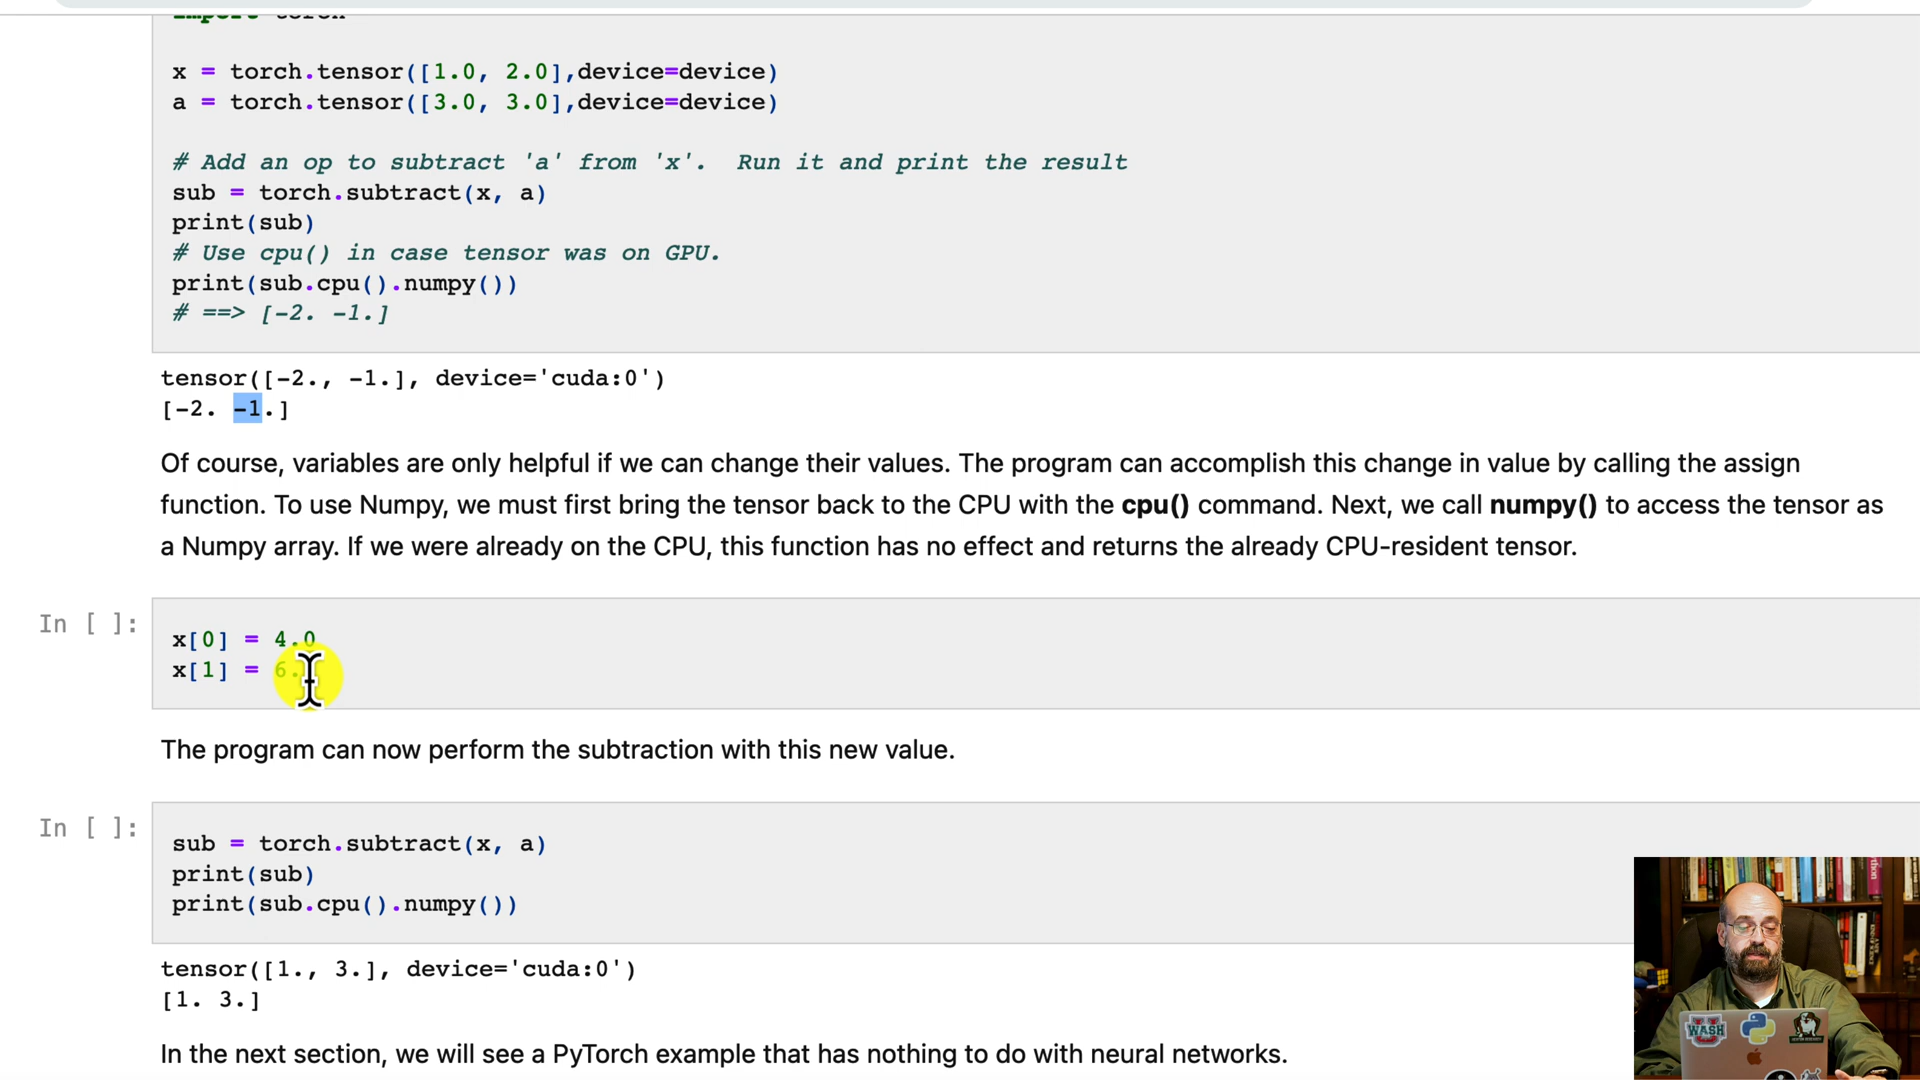 import torch
x = torch.tensor([1.0, 2.0],device=device)
a = torch.tensor([3.0, 3.0],device=device)
# Add an op to subtract 'a' from 'x'.  Run it and print the result
sub = torch.subtract(x, a)
print(sub)
# Use cpu() in case tensor was on GPU.
print(sub.cpu().numpy())
# ==> [-2. -1.]
tensor([-2., -1.], device='cuda:0')
[-2. -1.]
Of course, variables are only helpful if we can change their values. The program can accomplish this change in value by calling the assign
function. To use Numpy, we must first bring the tensor back to the CPU with the cpu() command. Next, we call numpy() to access the tensor as
a Numpy array. If we were already on the CPU, this function has no effect and returns the already CPU-resident tensor.
In [ ]:
x[0] = 4.0
x[1] = 6.
The program can now perform the subtraction with this new value.
In [ ]:
sub = torch.subtract(x, a)
print(sub)
print(sub.cpu().numpy())
tensor([1., 3.], device='cuda:0')
[1. 3.]
In the next section, we will see a PyTorch example that has nothing to do with neural networks.
WASH